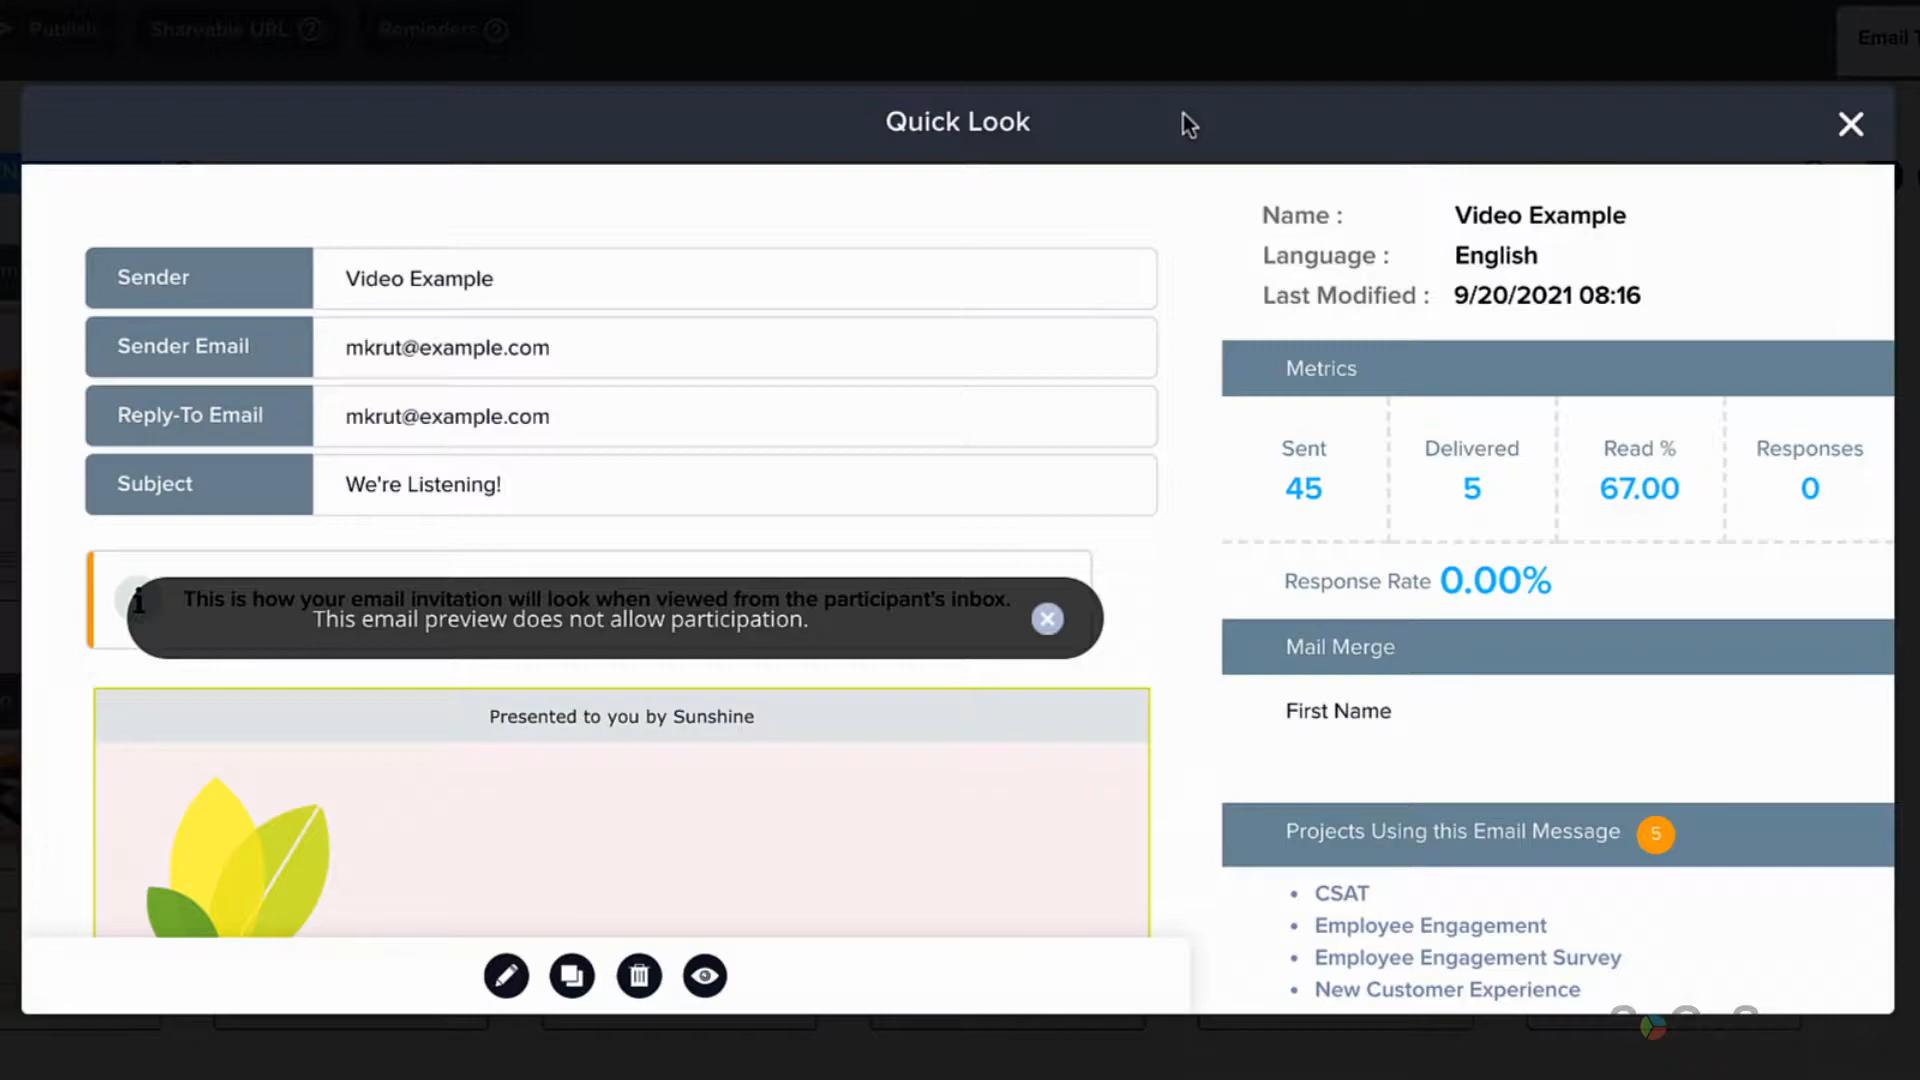 Publish
Shareable URL
Reminders
Email
Quick Look
Sender
Video Example
Sender Email
mkrut@example.com
Reply-To Email
mkrut@example.com
Subject
We're Listening!
This is how your email invitation will look when viewed from the participant's inbox.
This email preview does not allow participation.
Presented to you by Sunshine
Name :
Video Example
Language :
English
Last Modified :
9/20/2021 08:16
Metrics
Sent
Delivered
Read %
Responses
45
5
67.00
0
Response Rate 0.00%
Mail Merge
First Name
Projects Using this Email Message 5
• CSAT
• Employee Engagement
• Employee Engagement Survey
• New Customer Experience